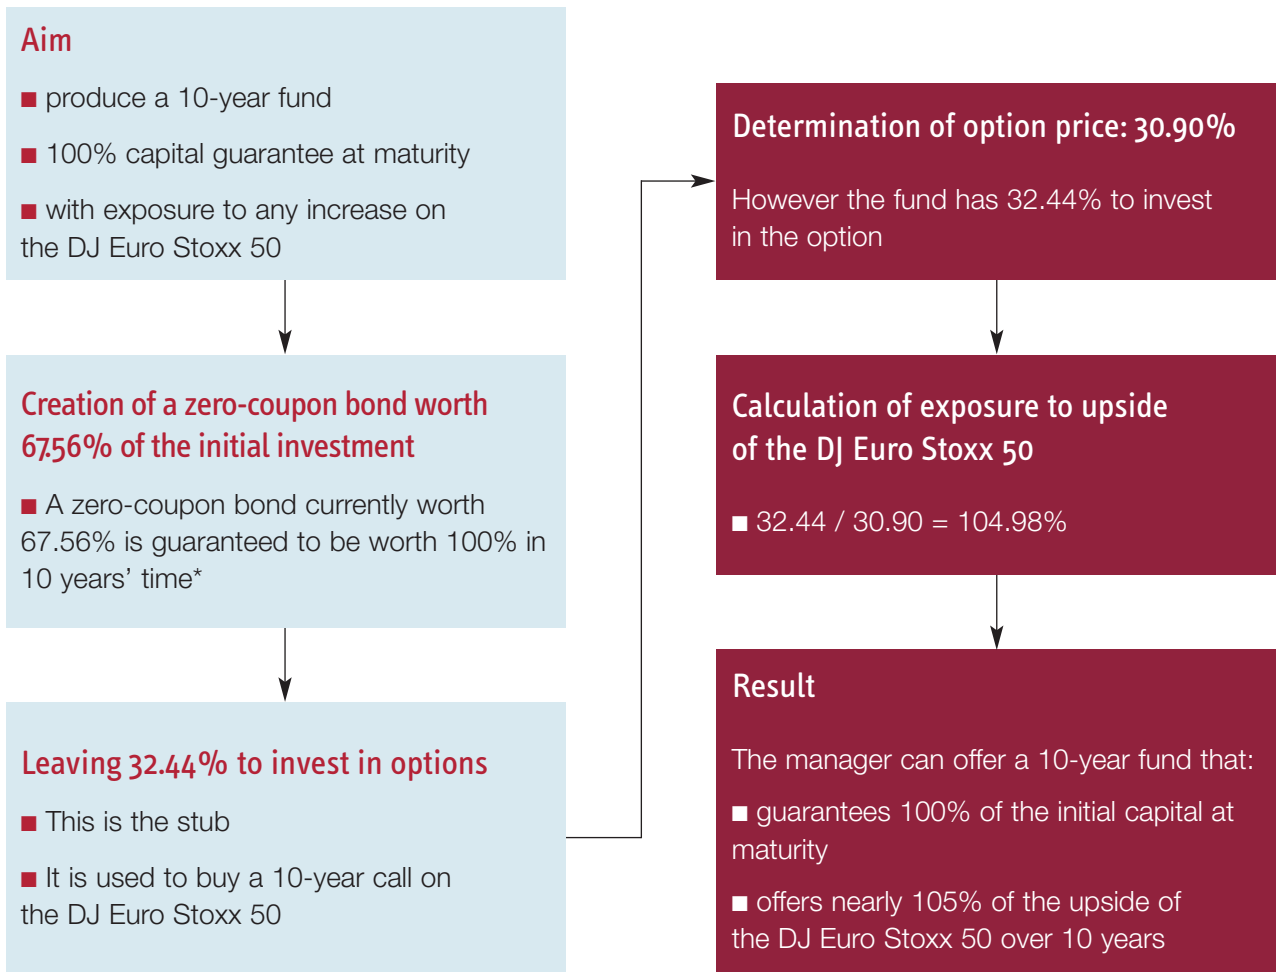 Aim
■ produce a 10-year fund
■ 100% capital guarantee at maturity
■ with exposure to any increase on
the DJ Euro Stoxx 50
Creation of a zero-coupon bond worth
67.56% of the initial investment
■ A zero-coupon bond currently worth
67.56% is guaranteed to be worth 100% in
10 years’ time*
Leaving 32.44% to invest in options
■ This is the stub
■ It is used to buy a 10-year call on
the DJ Euro Stoxx 50
Determination of option price: 30.90%
However the fund has 32.44% to invest
in the option
Calculation of exposure to upside
of the DJ Euro Stoxx 50
■ 32.44 / 30.90 = 104.98%
Result
The manager can offer a 10-year fund that:
■ guarantees 100% of the initial capital at
maturity
■ offers nearly 105% of the upside of
the DJ Euro Stoxx 50 over 10 years